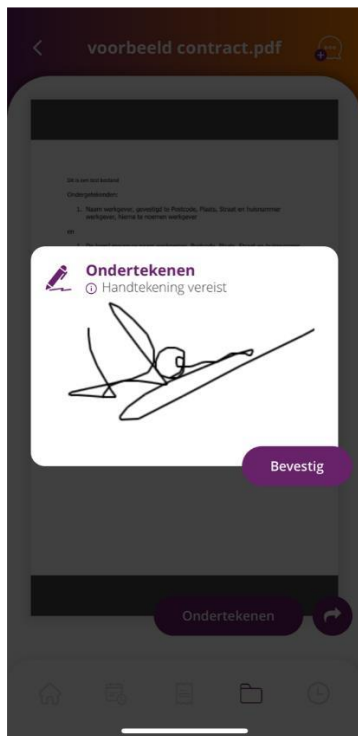 voorbeeld contract.pdf
Dit is een test contract
Ondergetekenden:
1. Naam werkgever, gevestigd te Postcode, Plaats, Straat en huisnummer
werkgever, hierna te noemen werkgever
en
Ondertekenen
Handtekening vereist
Bevestig
Ondertekenen